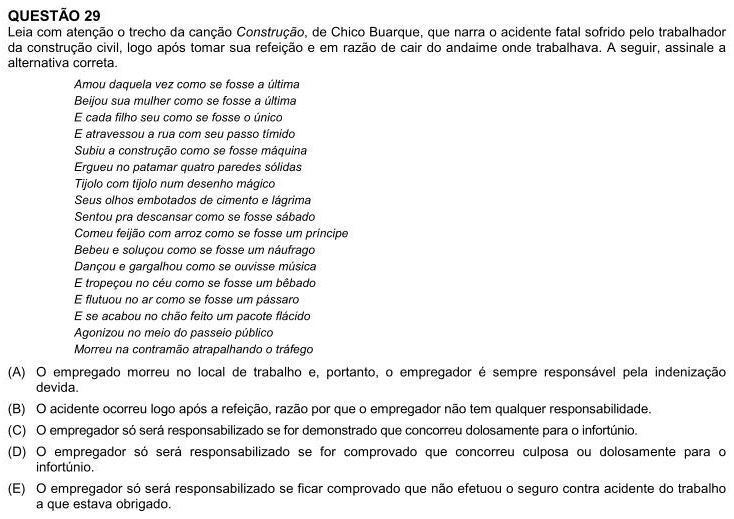 QUESTÃO 29
Leia com atenção o trecho da canção Construção, de Chico Buarque, que narra o acidente fatal sofrido pelo trabalhador
da construção civil, logo após tomar sua refeição e em razão de cair do andaime onde trabalhava. A seguir, assinale a
alternativa correta.
Amou daquela vez como se fosse a última
Beijou sua mulher como se fosse a última
E cada filho seu como se fosse o único
E atravessou a rua com seu passo tímido
Subiu a construção como se fosse máquina
Ergueu no patamar quatro paredes sólidas
Tijolo com tijolo num desenho mágico
Seus olhos embotados de cimento e lágrima
Sentou pra descansar como se fosse sábado
Comeu feijão com arroz como se fosse um príncipe
Bebeu e soluçou como se fosse um náufrago
Dançou e gargalhou como se ouvisse música
E tropeçou no céu como se fosse um bêbado
E flutuou no ar como se fosse um pássaro
E se acabou no chão feito um pacote flácido
Agonizou no meio do passeio público
Morreu na contramão atrapalhando o tráfego
(A) O empregado morreu no local de trabalho e, portanto, o empregador é sempre responsável pela indenização
devida.
(B) O acidente ocorreu logo após a refeição, razão por que o empregador não tem qualquer responsabilidade.
(C) O empregador só será responsabilizado se for demonstrado que concorreu dolosamente para o infortúnio.
(D) O empregador só será responsabilizado se for comprovado que concorreu culposa ou dolosamente para o
infortúnio.
(E) O empregador só será responsabilizado se ficar comprovado que não efetuou o seguro contra acidente do trabalho
a que estava obrigado.